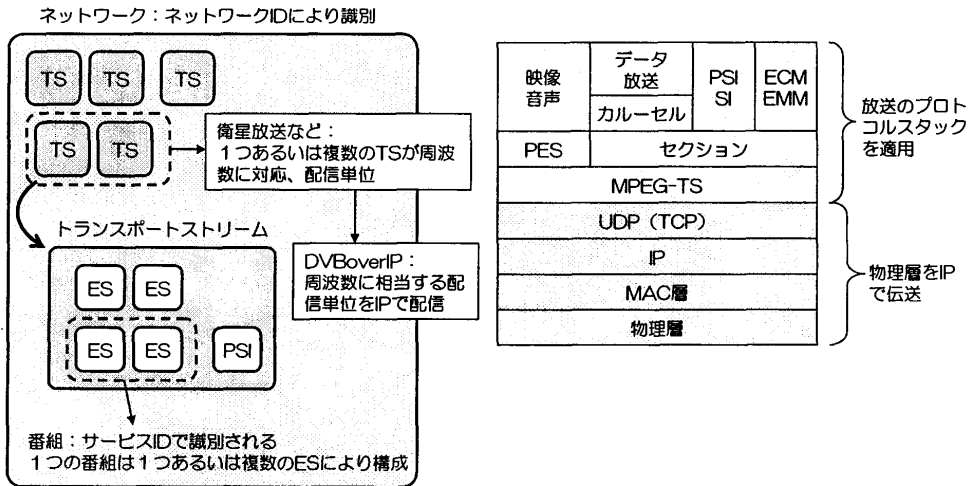 ネットワーク：ネットワークIDにより識別
TS
TS
TS
TS
TS
衛星放送など：
１つあるいは複数のTSが周波
数に対応、配信単位
トランスポートストリーム
DVBoverIP：
周波数に相当する配
信単位をIPで配信
ES
ES
ES
ES
PSI
番組：サービスIDで識別される
１つの番組は１つあるいは複数のESにより構成
映像
音声
データ
放送
カルーセル
PSI
SI
ECM
EMM
PES
セクション
MPEG-TS
UDP（TCP）
IP
MAC層
物理層
放送のプロト
コルスタック
を適用
物理層をIP
で伝送